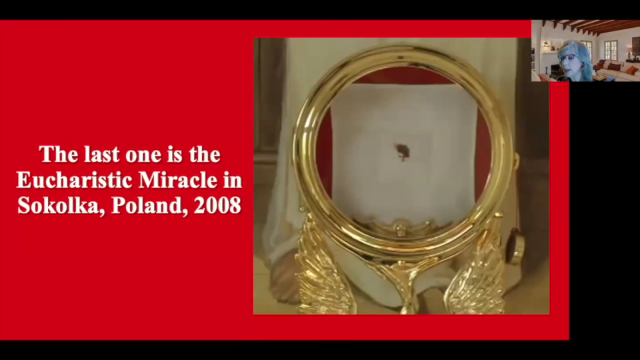 The last one is the
Eucharistic Miracle in
Sokolka, Poland, 2008